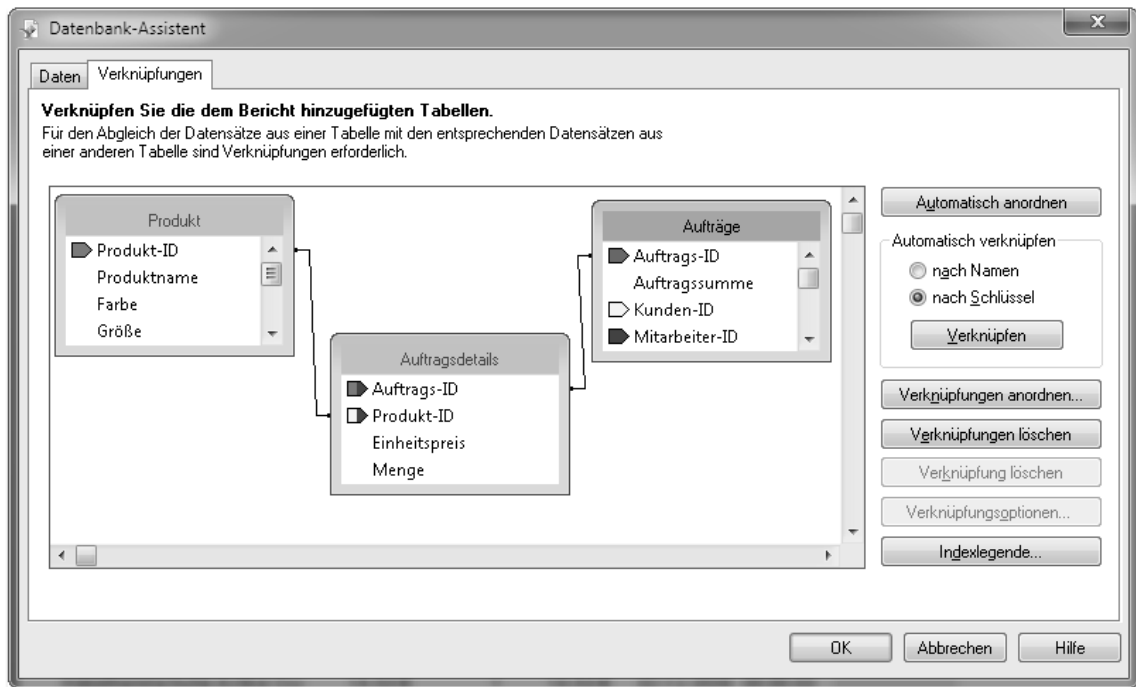 Datenbank-Assistent
Daten
Verknüpfungen
Verknüpfen Sie die dem Bericht hinzugefügten Tabellen.
Für den Abgleich der Datensätze aus einer Tabelle mit den entsprechenden Datensätzen aus
einer anderen Tabelle sind Verknüpfungen erforderlich.
Produkt
Produkt-ID
Produktname
Farbe
Größe
Auftragsdetails
Auftrags-ID
Produkt-ID
Einheitspreis
Menge
Aufträge
Auftrags-ID
Auftragssumme
Kunden-ID
Mitarbeiter-ID
Automatisch anordnen
Automatisch verknüpfen
nach Namen
nach Schlüssel
Verknüpfen
Verknüpfungen anordnen...
Verknüpfungen löschen
Verknüpfung löschen
Verknüpfungsoptionen...
Indexlegende...
OK
Abbrechen
Hilfe